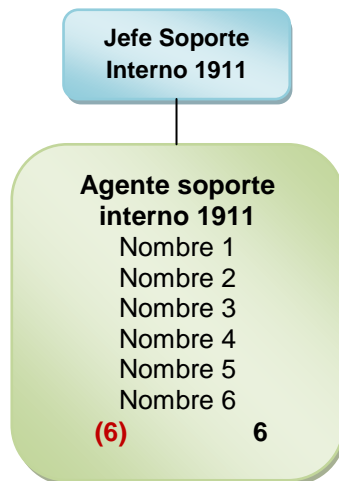 Jefe Soporte
Interno 1911
Agente soporte
interno 1911
Nombre 1
Nombre 2
Nombre 3
Nombre 4
Nombre 5
Nombre 6
(6) 6